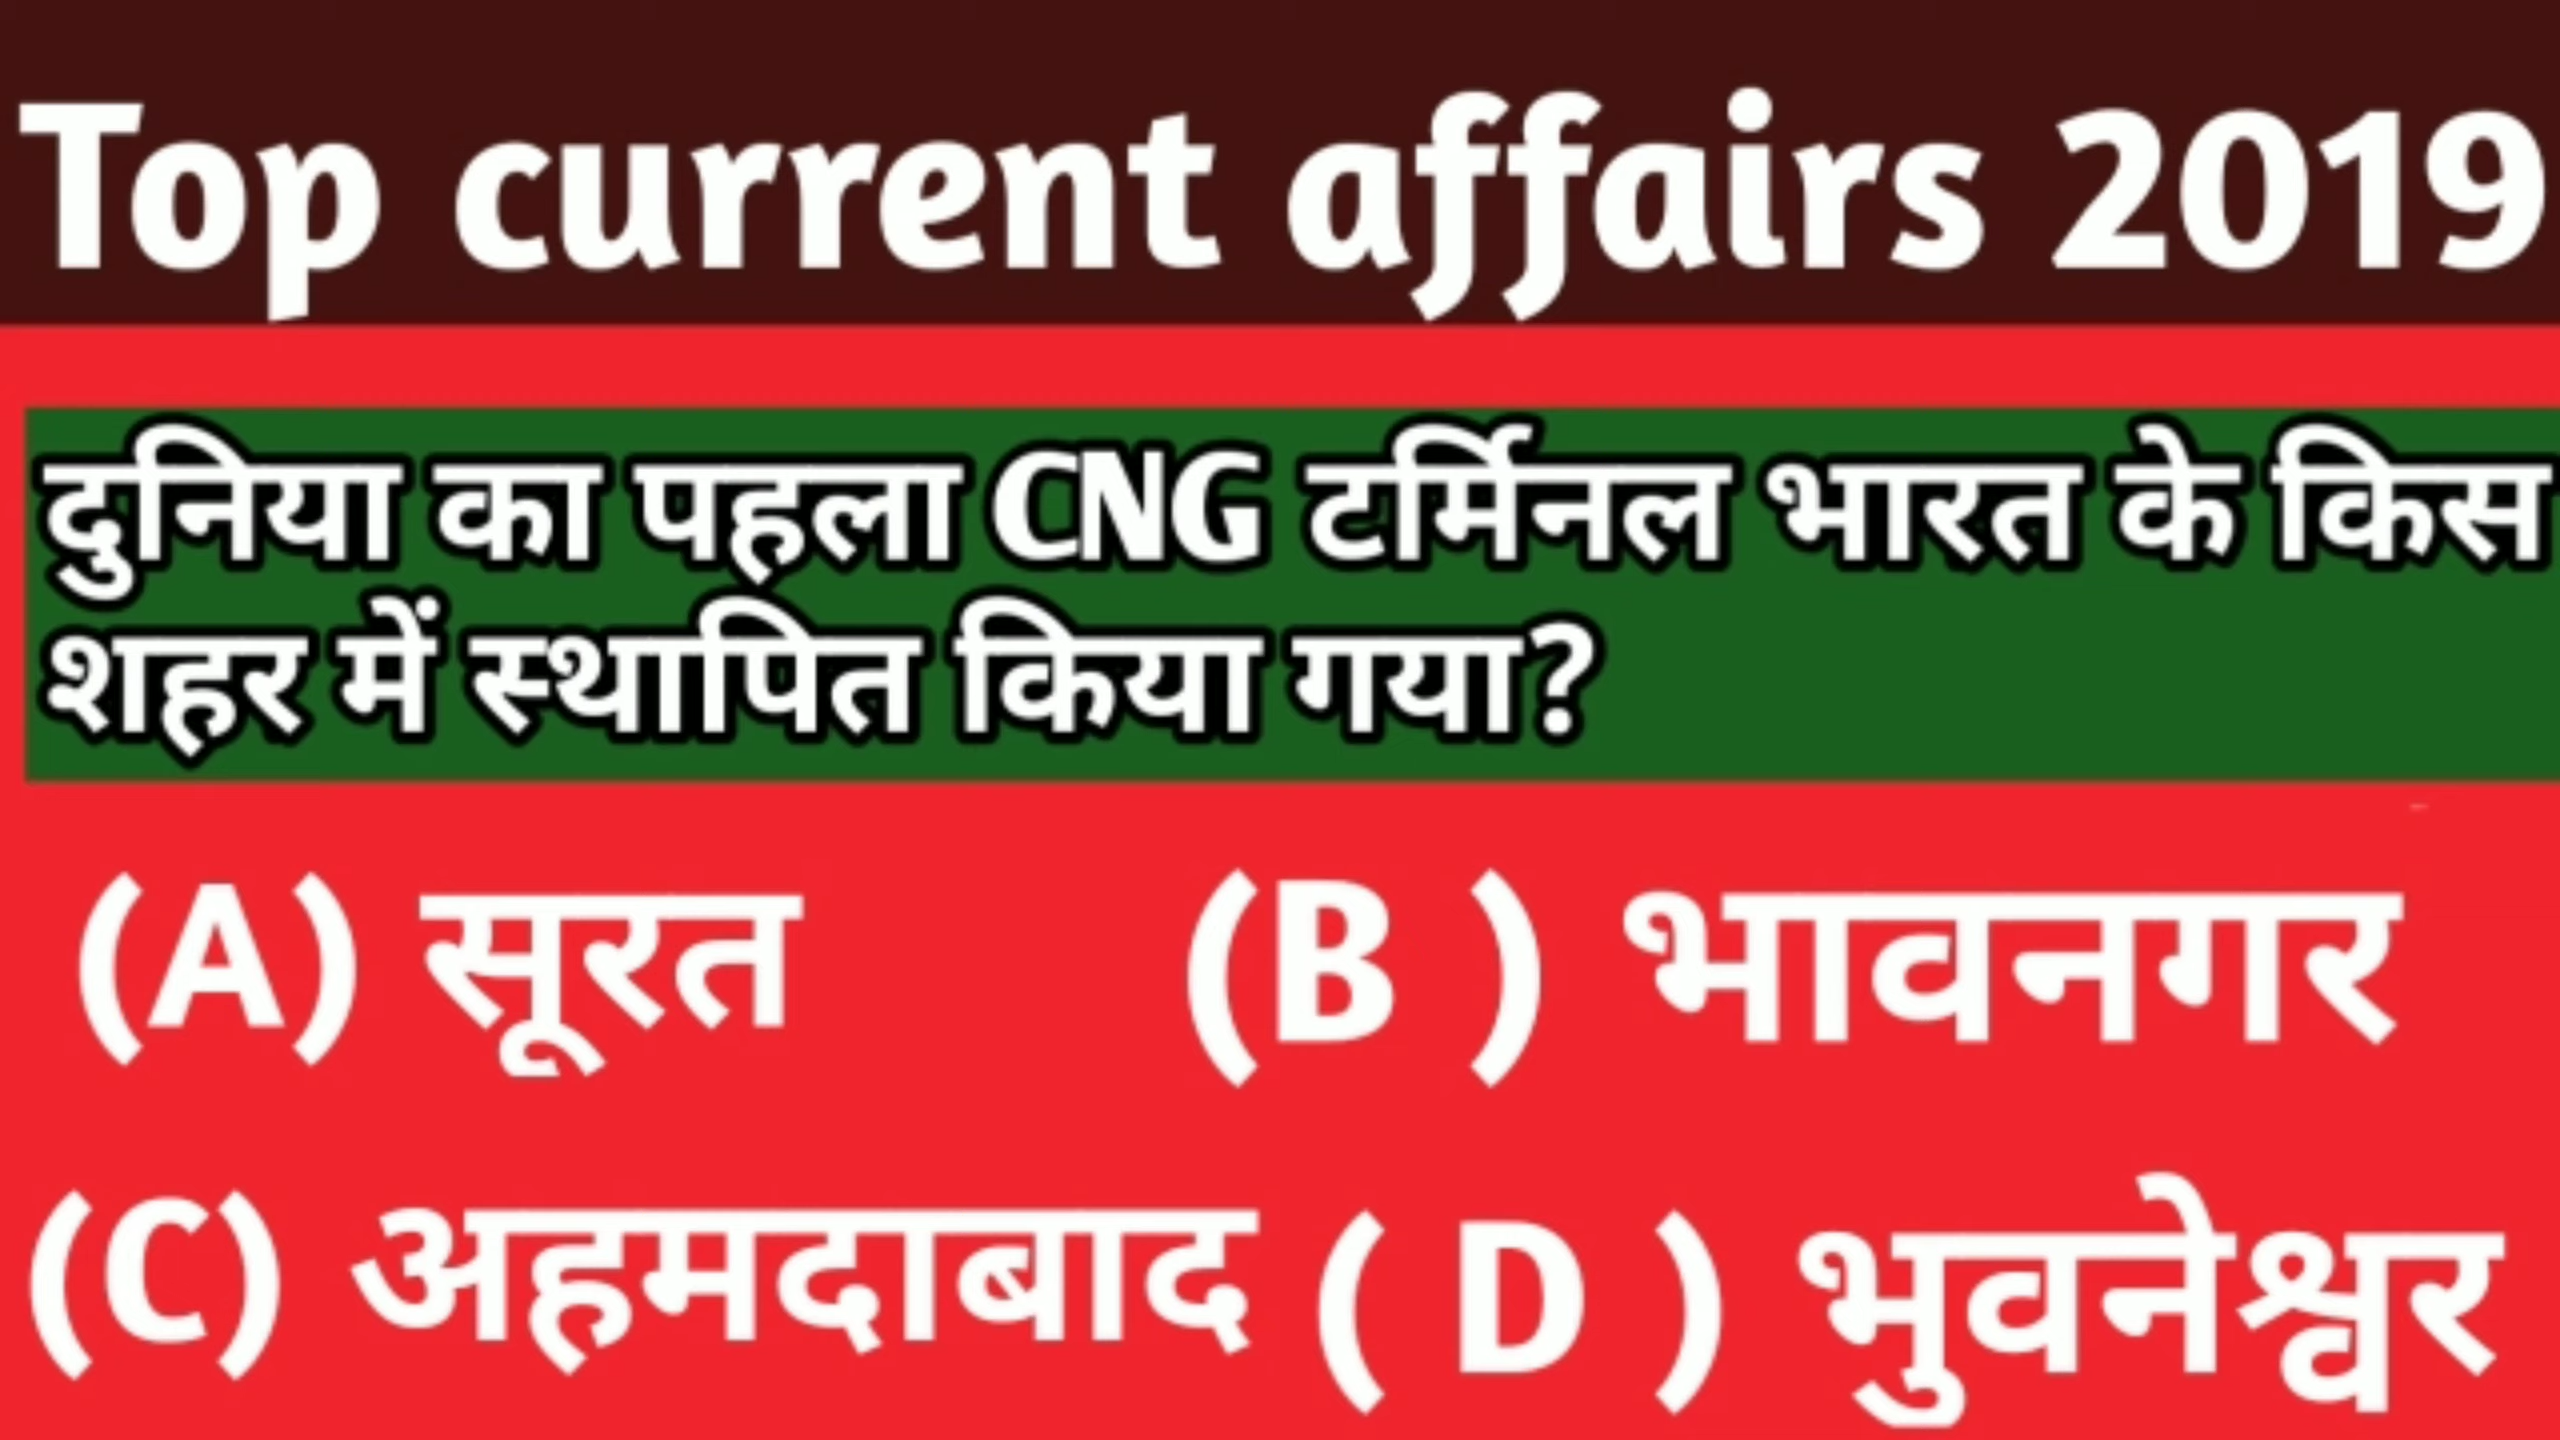 Top current affairs 2019
दुनिया का पहला CNG टर्मिनल भारत के किस
शहर में स्थापित किया गया?
(A) सूरत (B ) भावनगर
(C) अहमदाबाद ( D ) भुवनेश्वर